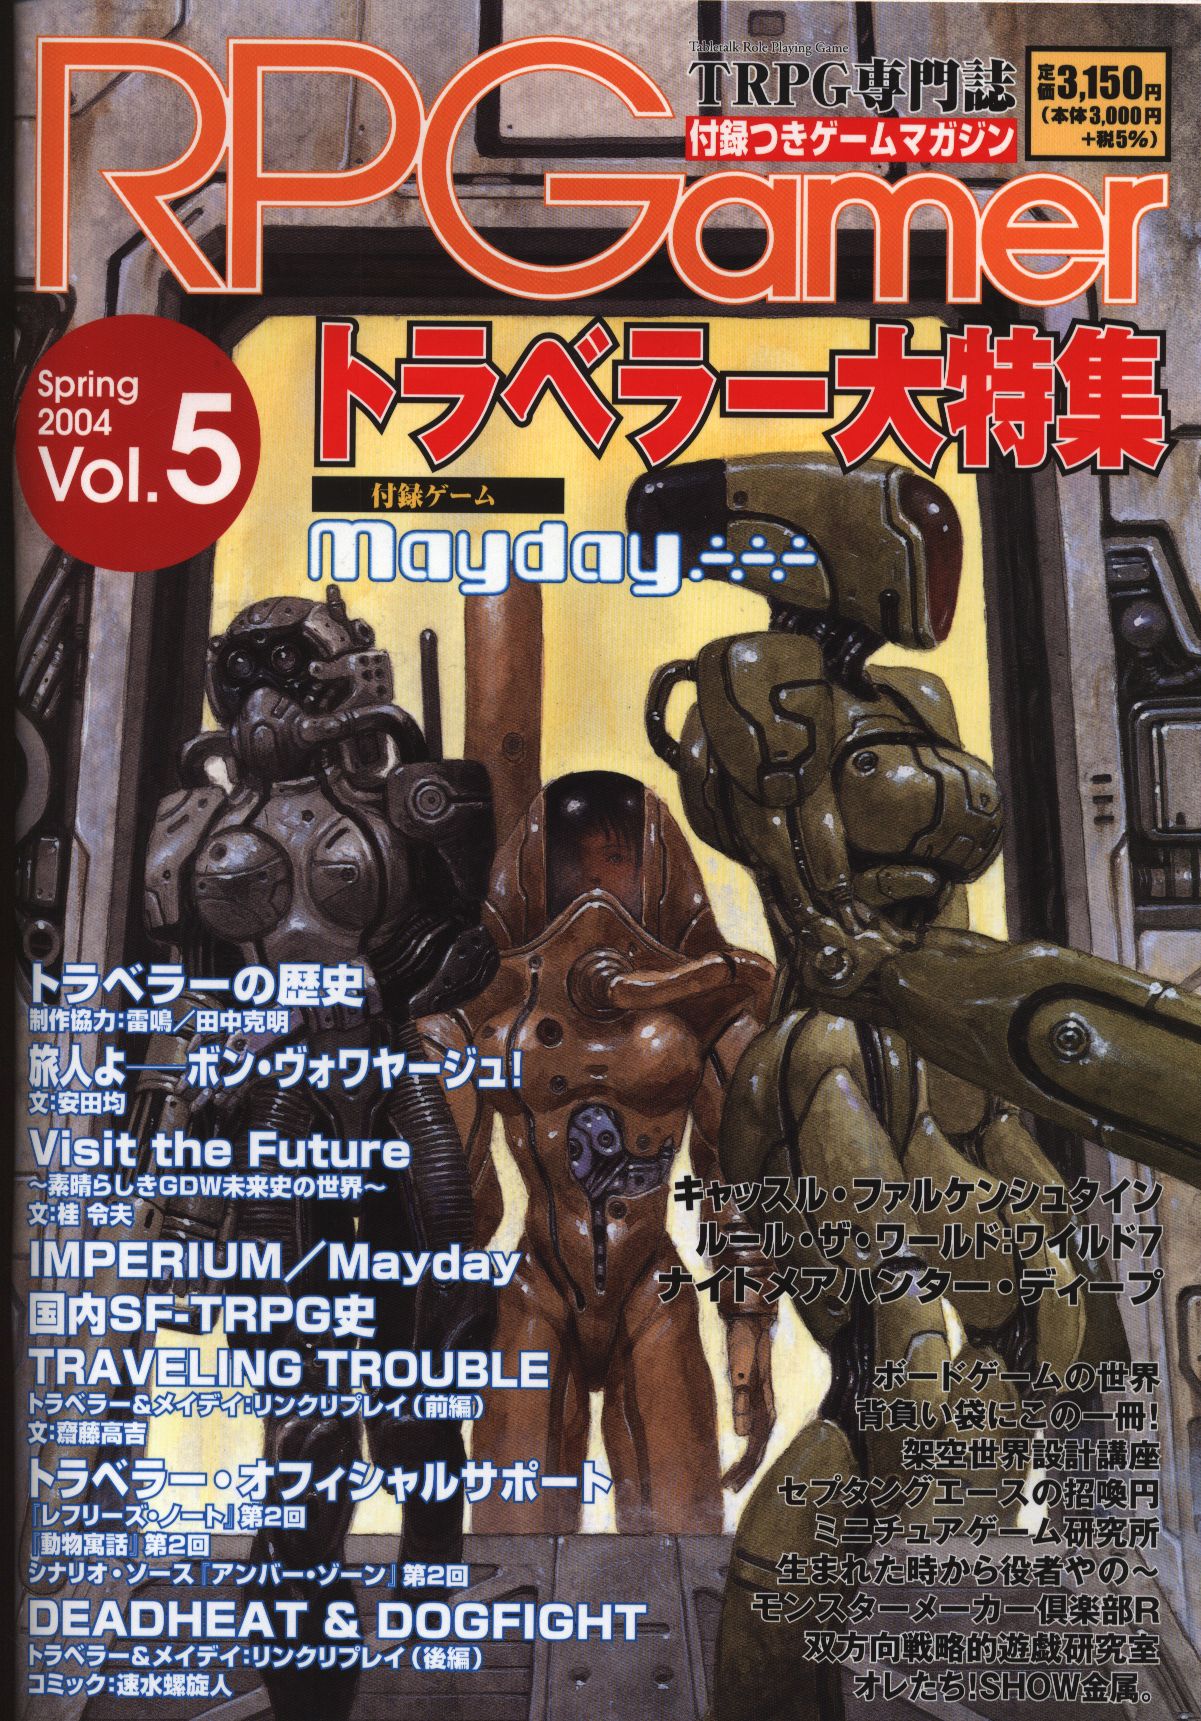 Tabletalk Role Playing Game
TRPG専門誌
付録つきゲームマガジン
定価3,150円
(本体3,000円
+税5%)
RPGamer
Spring
2004
Vol.5
トラベラー大特集
付録ゲーム
Mayday
トラベラーの歴史
制作協力:雷鳴/田中克明
旅人よ──ボン・ヴォワヤージュ!
文:安田均
Visit the Future
~素晴らしきGDW未来史の世界~
文:桂 令夫
IMPERIUM/Mayday
国内SF-TRPG史
TRAVELING TROUBLE
トラベラー&メイデイ:リンクリプレイ(前編)
文:齋藤高吉
トラベラー・オフィシャルサポート
『レフリーズ・ノート』第2回
『動物寓話』第2回
シナリオ・ソース『アンバー・ゾーン』第2回
DEADHEAT & DOGFIGHT
トラベラー&メイデイ:リンクリプレイ(後編)
コミック:速水螺旋人
キャッスル・ファルケンシュタイン
ルール・ザ・ワールド:ワイルド7
ナイトメアハンター・ディープ
ボードゲームの世界
背負い袋にこの一冊!
架空世界設計講座
セプタングエースの招喚円
ミニチュアゲーム研究所
生まれた時から役者やの~
モンスターメーカー倶楽部R
双方向戦略的遊戯研究室
オレたち!SHOW金属。